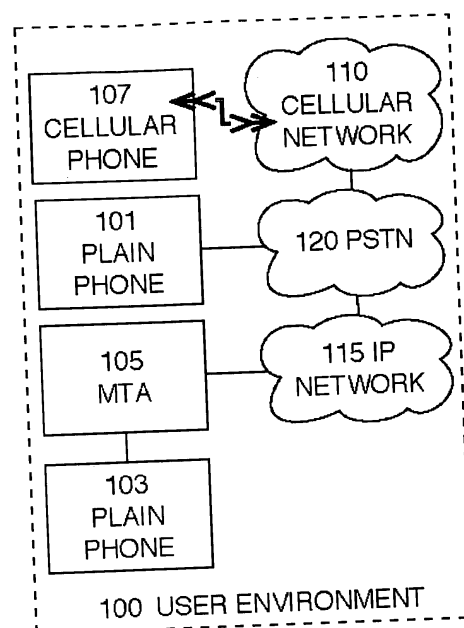 107
CELLULAR
PHONE
110
CELLULAR
NETWORK
101
PLAIN
PHONE
120 PSTN
105
MTA
115 IP
NETWORK
103
PLAIN
PHONE
100 USER ENVIRONMENT